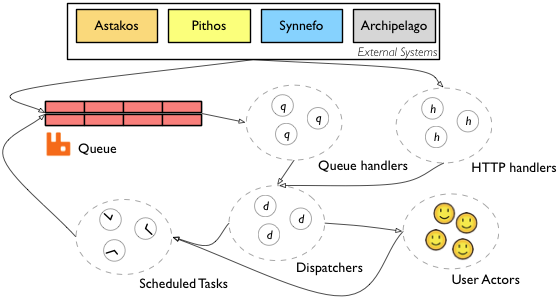 Astakos
Pithos
Synnefo
Archipelago
External Systems
Queue
q
q
q
Queue handlers
h
h
h
HTTP handlers
Scheduled Tasks
d
d
d
Dispatchers
User Actors